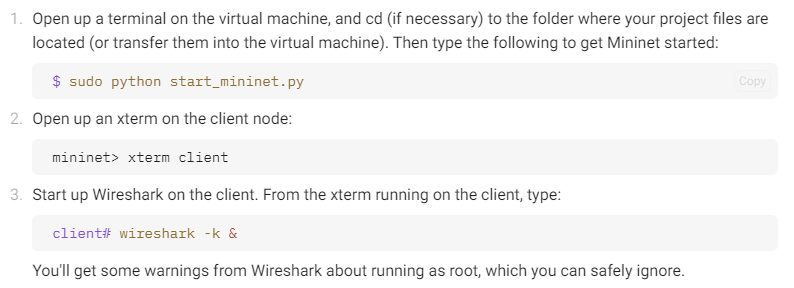 1. Open up a terminal on the virtual machine, and cd (if necessary) to the folder where your project files are
located (or transfer them into the virtual machine). Then type the following to get Mininet started:
$ sudo python start_mininet.py
Copy
2. Open up an xterm on the client node:
mininet> xterm client
3. Start up Wireshark on the client. From the xterm running on the client, type:
client# wireshark -k &
You'll get some warnings from Wireshark about running as root, which you can safely ignore.